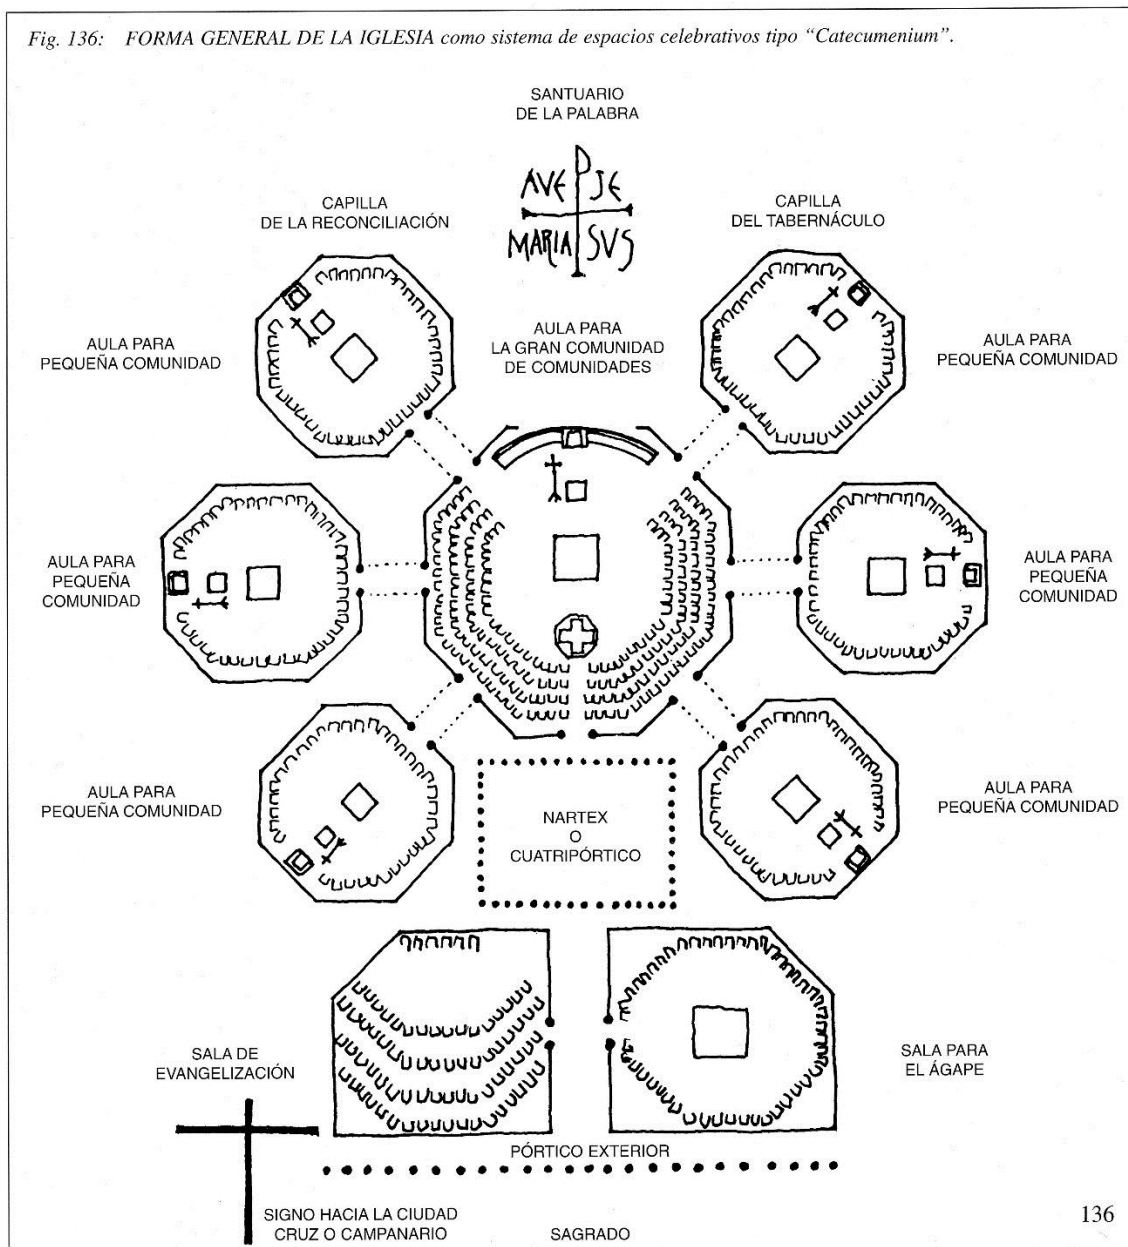 Fig. 136: FORMA GENERAL DE LA IGLESIA como sistema de espacios celebrativos tipo “Catecumenium”.
SANTUARIO
DE LA PALABRA
AVE P JE
MARIA SVS
CAPILLA
DE LA RECONCILIACIÓN
CAPILLA
DEL TABERNÁCULO
AULA PARA
PEQUEÑA COMUNIDAD
AULA PARA
LA GRAN COMUNIDAD
DE COMUNIDADES
AULA PARA
PEQUEÑA COMUNIDAD
AULA PARA
PEQUEÑA
COMUNIDAD
AULA PARA
PEQUEÑA
COMUNIDAD
AULA PARA
PEQUEÑA COMUNIDAD
NARTEX
O
CUATRIPÓRTICO
AULA PARA
PEQUEÑA COMUNIDAD
SALA DE
EVANGELIZACIÓN
SALA PARA
EL ÁGAPE
PÓRTICO EXTERIOR
SIGNO HACIA LA CIUDAD
CRUZ O CAMPANARIO
SAGRADO
136